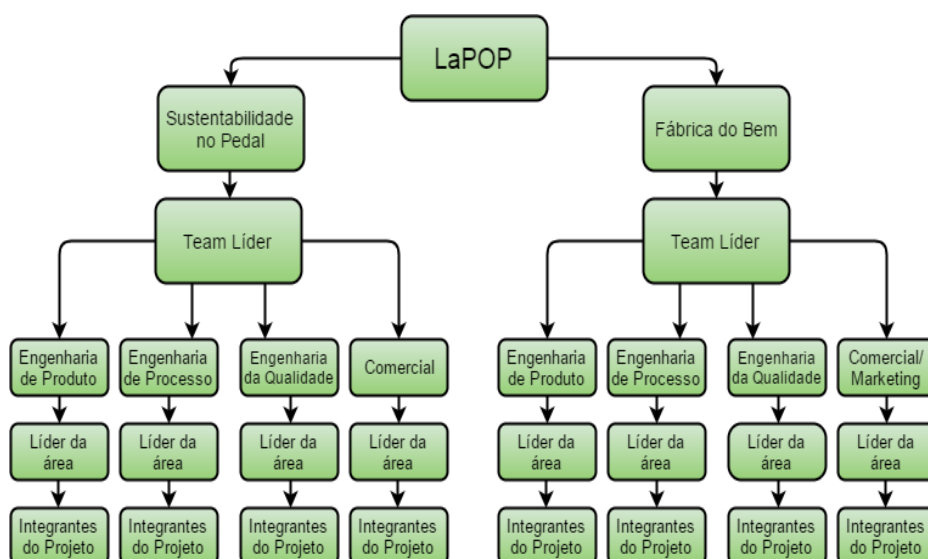 LaPOP
Sustentabilidade
no Pedal
Fábrica do Bem
Team Líder
Team Líder
Engenharia
de Produto
Engenharia
de Processo
Engenharia
da Qualidade
Comercial
Engenharia
de Produto
Engenharia
de Processo
Engenharia
da Qualidade
Comercial/
Marketing
Líder da
área
Líder da
área
Líder da
área
Líder da
área
Líder da
área
Líder da
área
Líder da
área
Líder da
área
Integrantes
do Projeto
Integrantes
do Projeto
Integrantes
do Projeto
Integrantes
do Projeto
Integrantes
do Projeto
Integrantes
do Projeto
Integrantes
do Projeto
Integrantes
do Projeto